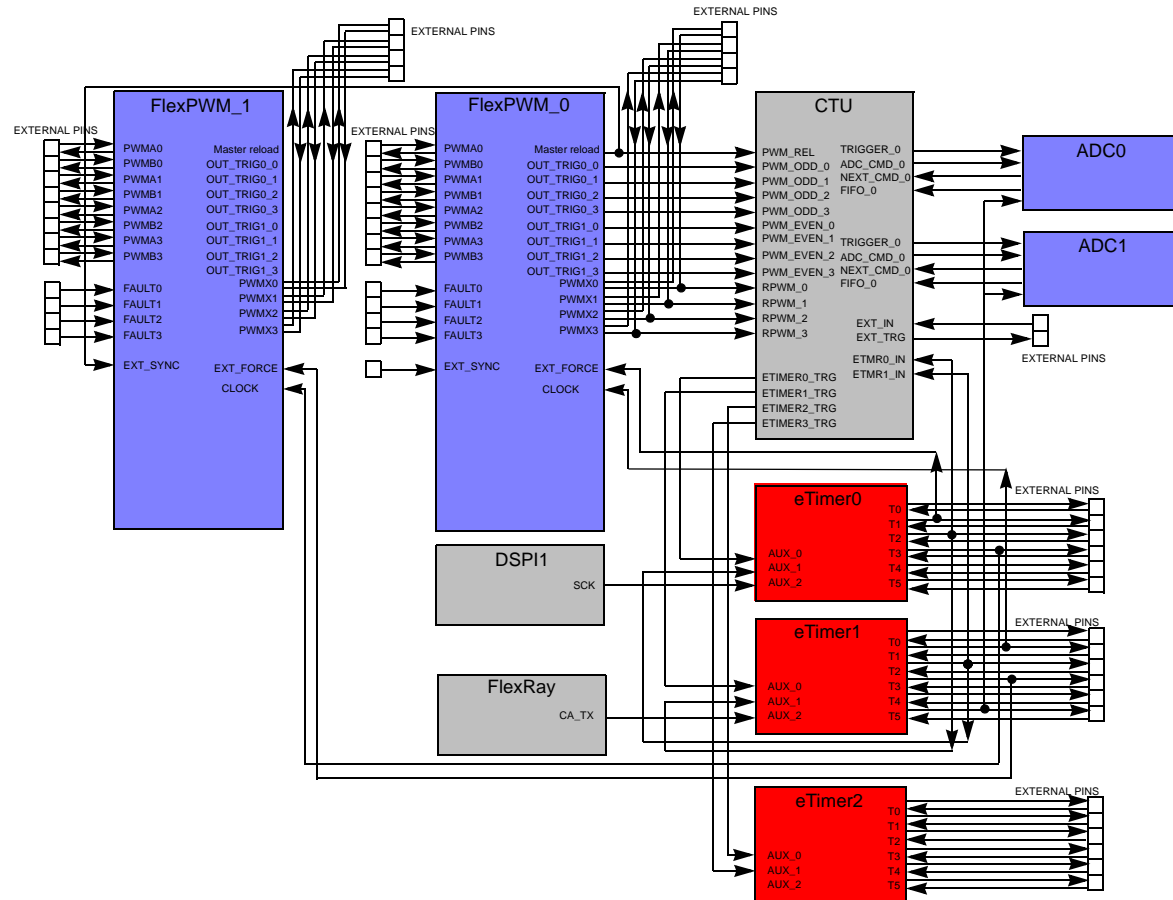 EXTERNAL PINS
EXTERNAL PINS
FlexPWM_1
EXTERNAL PINS
PWMA0
PWMB0
PWMA1
PWMB1
PWMA2
PWMB2
PWMA3
PWMB3
FAULT0
FAULT1
FAULT2
FAULT3
EXT_SYNC
Master reload
OUT_TRIG0_0
OUT_TRIG0_1
OUT_TRIG0_2
OUT_TRIG0_3
OUT_TRIG1_0
OUT_TRIG1_1
OUT_TRIG1_2
OUT_TRIG1_3
PWMX0
PWMX1
PWMX2
PWMX3
EXT_FORCE
CLOCK
FlexPWM_0
EXTERNAL PINS
PWMA0
PWMB0
PWMA1
PWMB1
PWMA2
PWMB2
PWMA3
PWMB3
FAULT0
FAULT1
FAULT2
FAULT3
EXT_SYNC
Master reload
OUT_TRIG0_0
OUT_TRIG0_1
OUT_TRIG0_2
OUT_TRIG0_3
OUT_TRIG1_0
OUT_TRIG1_1
OUT_TRIG1_2
OUT_TRIG1_3
PWMX0
PWMX1
PWMX2
PWMX3
EXT_FORCE
CLOCK
CTU
PWM_REL
PWM_ODD_0
PWM_ODD_1
PWM_ODD_2
PWM_ODD_3
PWM_EVEN_0
PWM_EVEN_1
PWM_EVEN_2
PWM_EVEN_3
RPWM_0
RPWM_1
RPWM_2
RPWM_3
ETIMER0_TRG
ETIMER1_TRG
ETIMER2_TRG
ETIMER3_TRG
TRIGGER_0
ADC_CMD_0
NEXT_CMD_0
FIFO_0
TRIGGER_0
ADC_CMD_0
NEXT_CMD_0
FIFO_0
EXT_IN
EXT_TRG
ETMR0_IN
ETMR1_IN
ADC0
ADC1
EXTERNAL PINS
DSPI1
SCK
eTimer0
AUX_0
AUX_1
AUX_2
T0
T1
T2
T3
T4
T5
EXTERNAL PINS
FlexRay
CA_TX
eTimer1
AUX_0
AUX_1
AUX_2
T0
T1
T2
T3
T4
T5
EXTERNAL PINS
eTimer2
AUX_0
AUX_1
AUX_2
T0
T1
T2
T3
T4
T5
EXTERNAL PINS